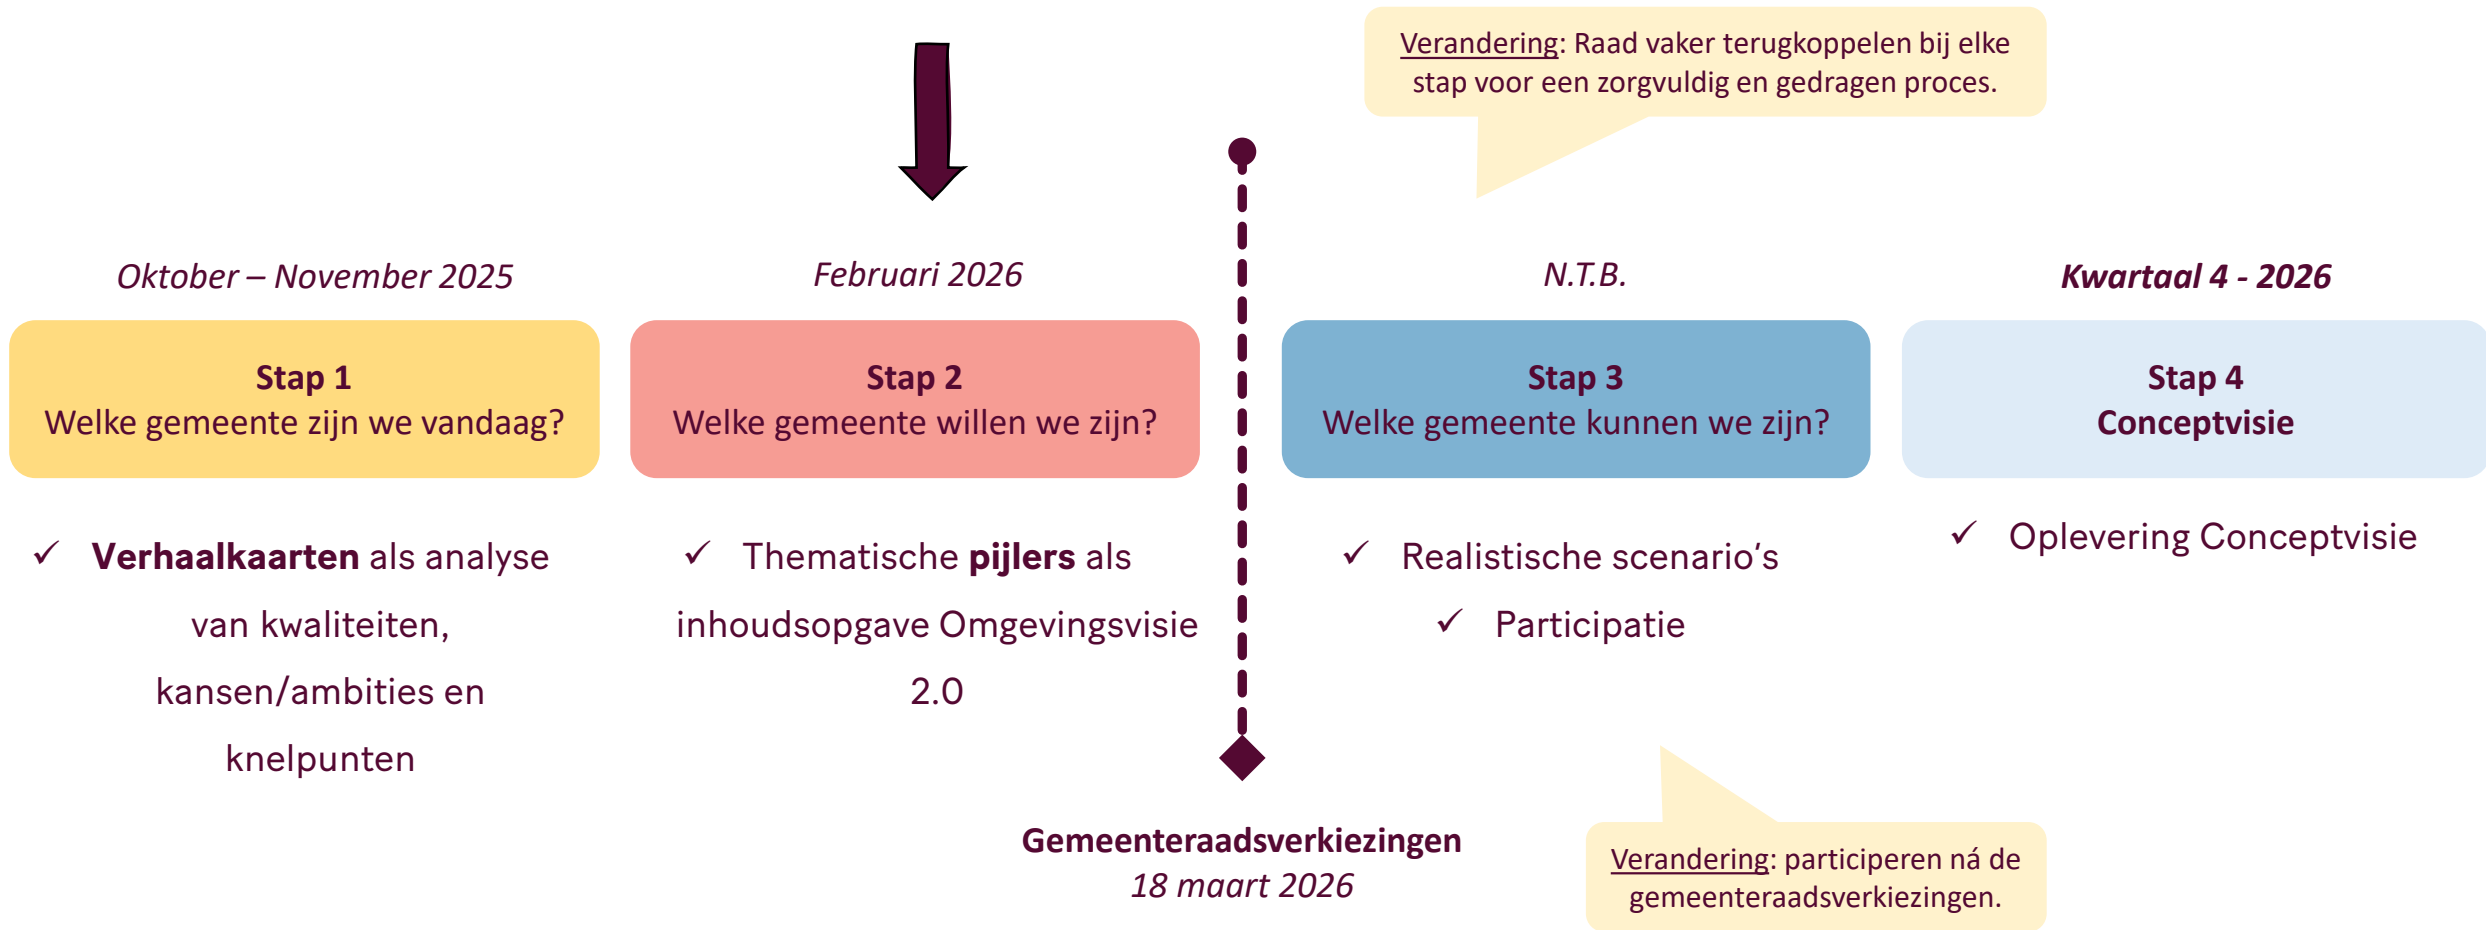 Verandering: Raad vaker terugkoppelen bij elke
stap voor een zorgvuldig en gedragen proces.
Oktober – November 2025
Februari 2026
N.T.B.
Kwartaal 4 - 2026
Stap 1
Welke gemeente zijn we vandaag?
Stap 2
Welke gemeente willen we zijn?
Stap 3
Welke gemeente kunnen we zijn?
Stap 4
Conceptvisie
✓ Verhaalkaarten als analyse
van kwaliteiten,
kansen/ambities en
knelpunten
✓ Thematische pijlers als
inhoudsopgave Omgevingsvisie
2.0
✓ Realistische scenario's
✓ Participatie
✓ Oplevering Conceptvisie
Gemeenteraadsverkiezingen
18 maart 2026
Verandering: participeren ná de
gemeenteraadsverkiezingen.